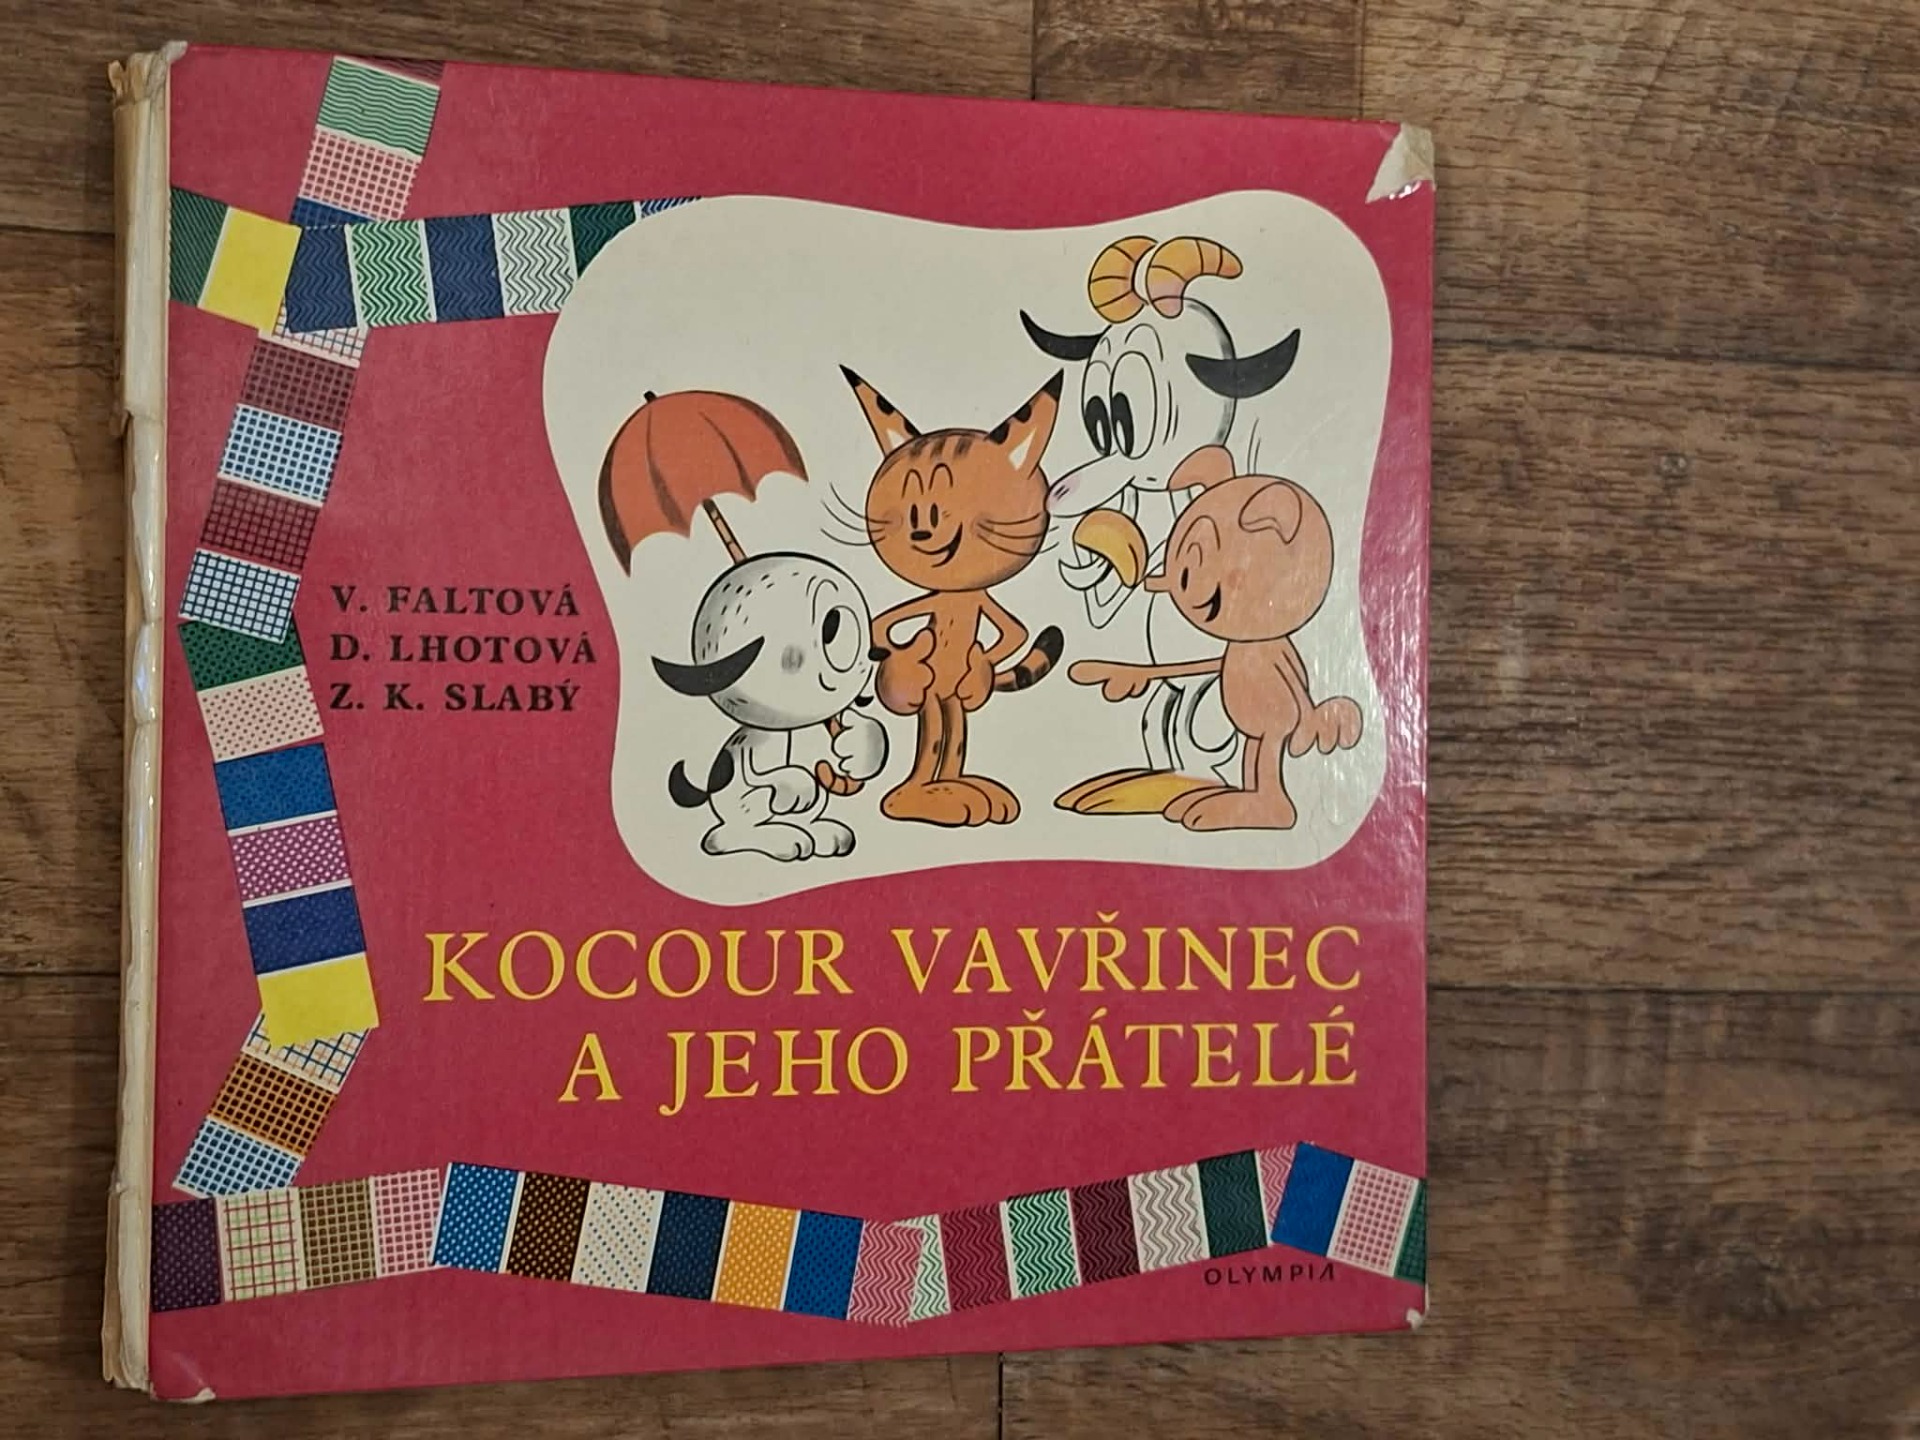 V. FALTOVÁ
D. LHOTOVÁ
Z. K. SLABÝ
KOCOUR VAVŘINEC
A JEHO PŘÁTELÉ
OLYMPIA